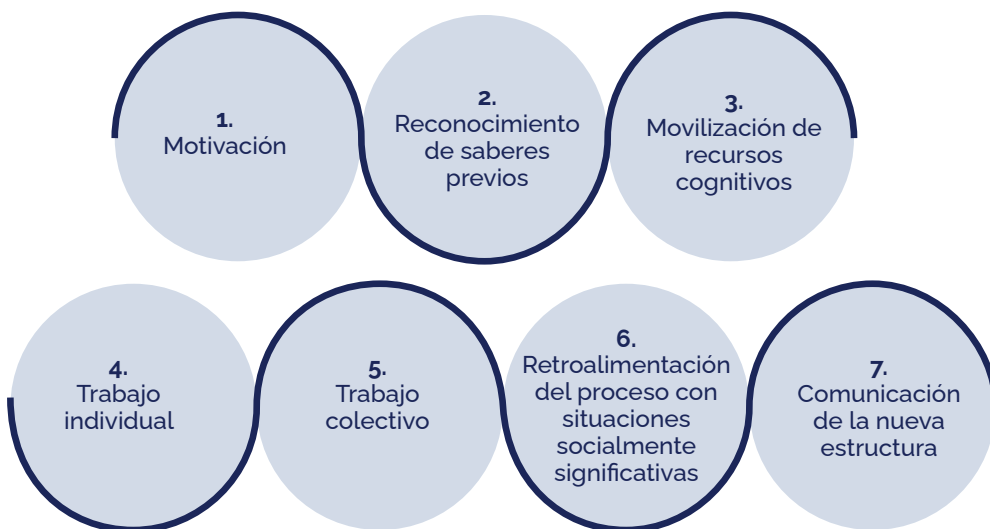 1.
Motivación
2.
Reconocimiento
de saberes
previos
3.
Movilización de
recursos
cognitivos
4.
Trabajo
individual
5.
Trabajo
colectivo
6.
Retroalimentación
del proceso con
situaciones
socialmente
significativas
7.
Comunicación
de la nueva
estructura